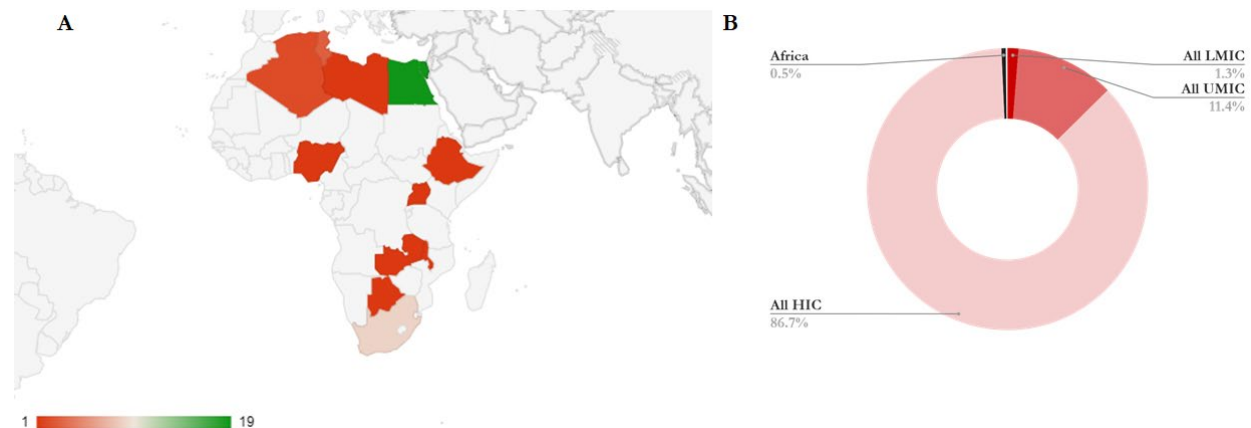 A
1 19
B
Africa
0.5%
All LMIC
1.3%
All UMIC
11.4%
All HIC
86.7%